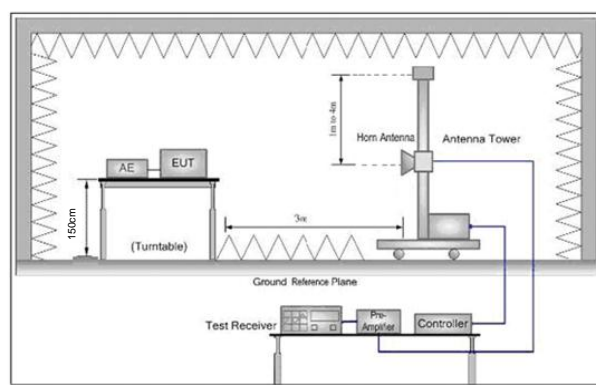 1m to 4m
Horn Antenna
Antenna Tower
AE
EUT
150cm
(Turntable)
3m
Ground Reference Plane
Test Receiver
Pre-
Amplifier
Controller